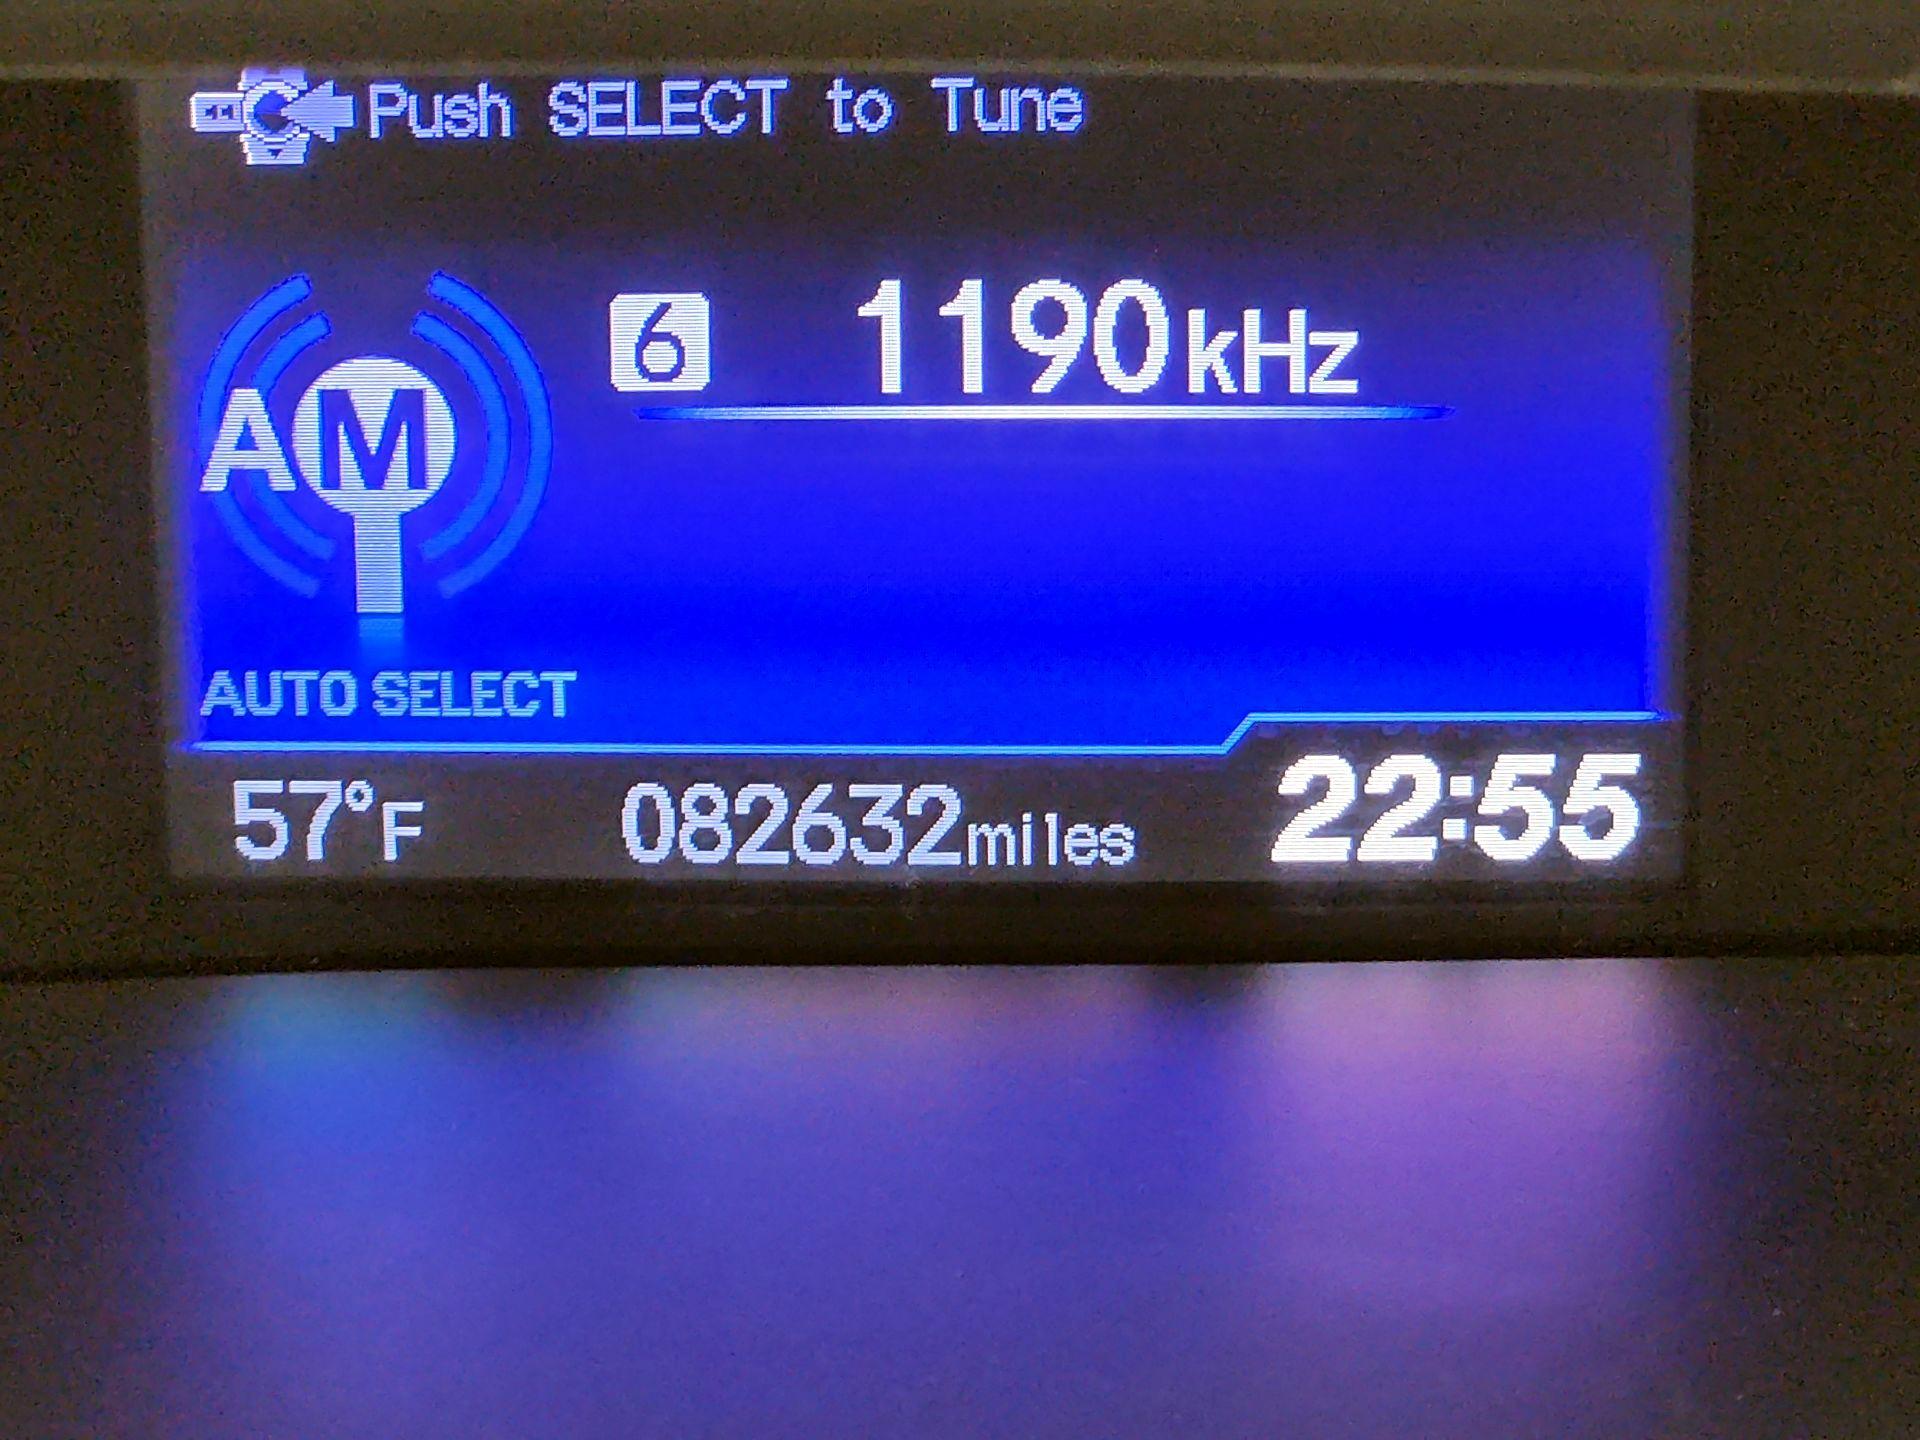 Push SELECT to Tune
6 1190kHz
AM
AUTO SELECT
57°F 082632miles 22:55